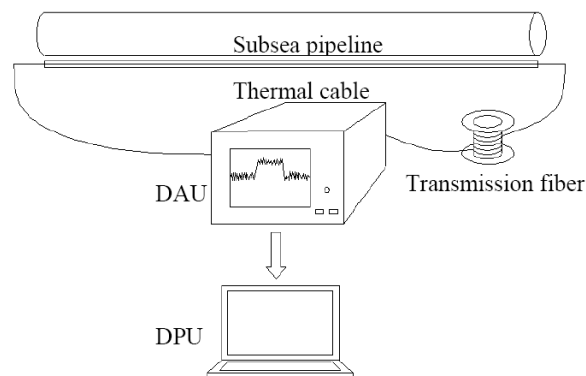 Subsea pipeline
Thermal cable
DAU
Transmission fiber
DPU